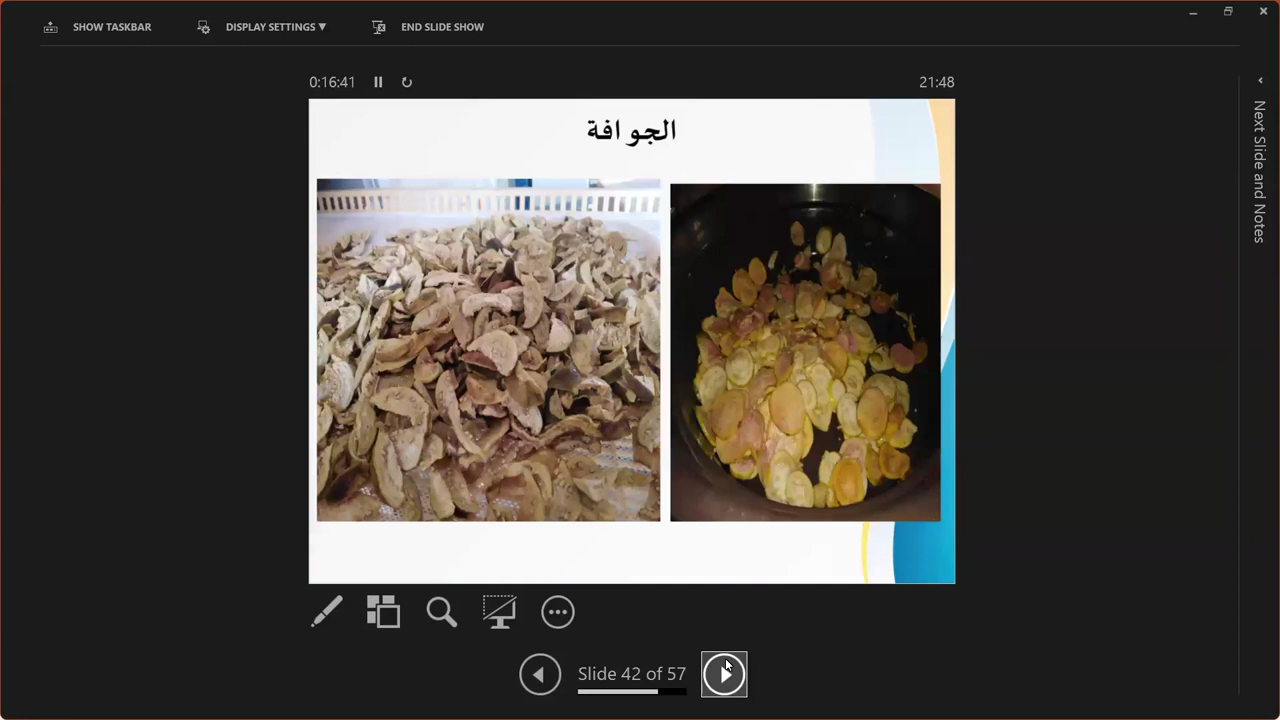 SHOW TASKBAR
DISPLAY SETTINGS ▼
END SLIDE SHOW
0:16:41
21:48
الجوافة
Next Slide and Notes
Slide 42 of 57